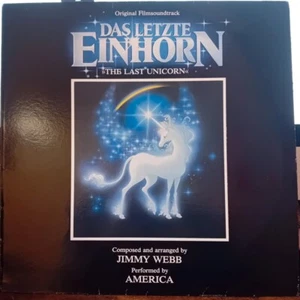 Original Filmsoundtrack
DAS LETZTE
EINHORN
»THE LAST UNICORN«
Composed and arranged by
JIMMY WEBB
Performed by
AMERICA